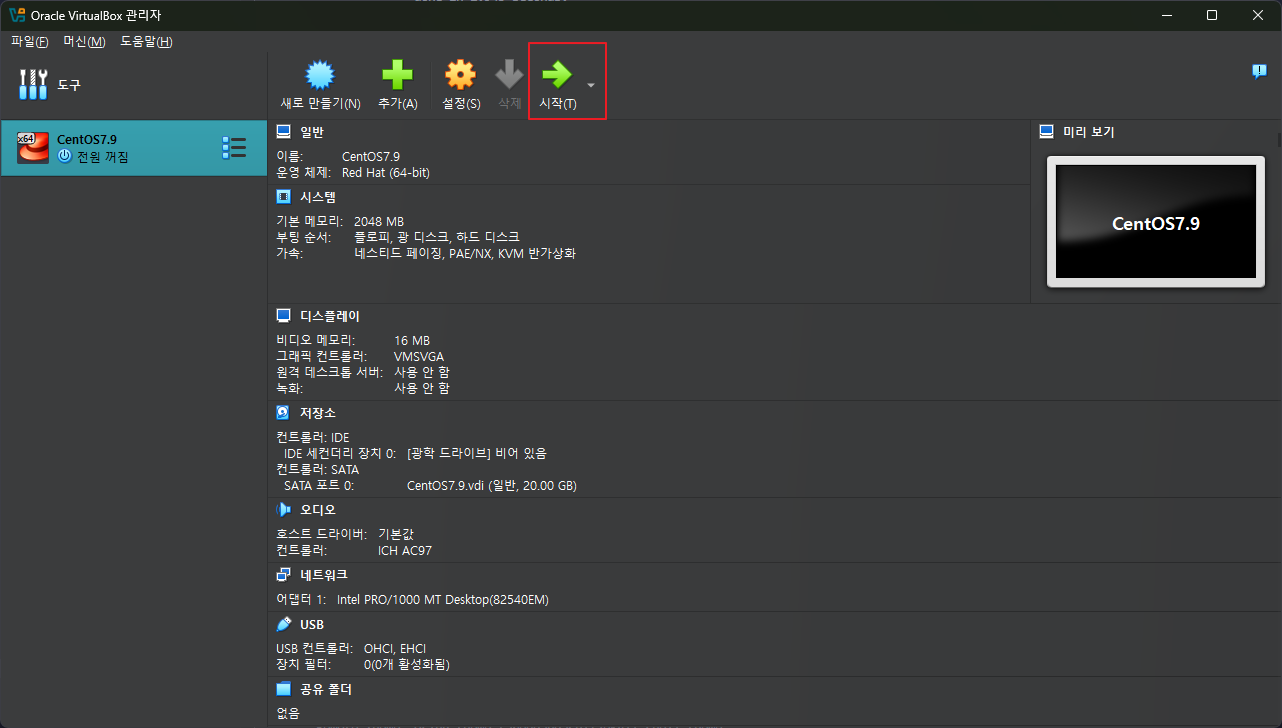 Oracle VirtualBox 관리자
파일(F) 머신(M) 도움말(H)
도구
새로 만들기(N) 추가(A) 설정(S) 삭제 시작(T)
x64
CentOS7.9
전원 꺼짐
일반
이름: CentOS7.9
운영 체제: Red Hat (64-bit)
시스템
기본 메모리: 2048 MB
부팅 순서: 플로피, 광 디스크, 하드 디스크
가속: 네스티드 페이징, PAE/NX, KVM 반가상화
미리 보기
CentOS7.9
디스플레이
비디오 메모리: 16 MB
그래픽 컨트롤러: VMSVGA
원격 데스크톱 서버: 사용 안 함
녹화: 사용 안 함
저장소
컨트롤러: IDE
IDE 세컨더리 장치 0: [광학 드라이브] 비어 있음
컨트롤러: SATA
SATA 포트 0: CentOS7.9.vdi (일반, 20.00 GB)
오디오
호스트 드라이버: 기본값
컨트롤러: ICH AC97
네트워크
어댑터 1: Intel PRO/1000 MT Desktop(82540EM)
USB
USB 컨트롤러: OHCI, EHCI
장치 필터: 0(0개 활성화됨)
공유 폴더
없음